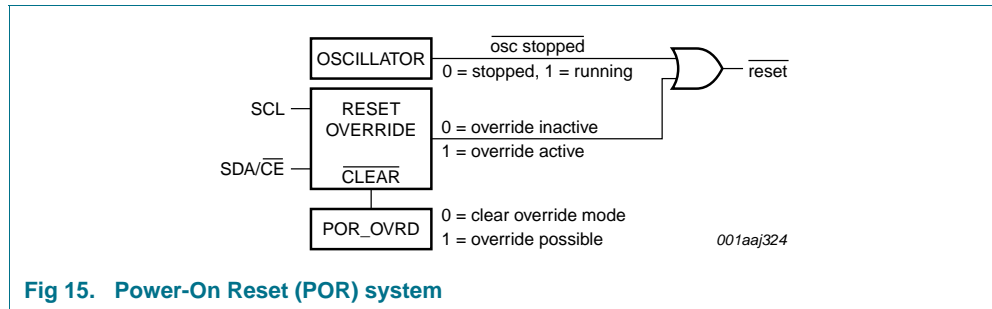 OSCILLATOR
osc stopped
0 = stopped, 1 = running
reset
SCL
RESET
OVERRIDE
0 = override inactive
1 = override active
SDA/CE
CLEAR
POR_OVRD
0 = clear override mode
1 = override possible
001aaj324
Fig 15. Power-On Reset (POR) system